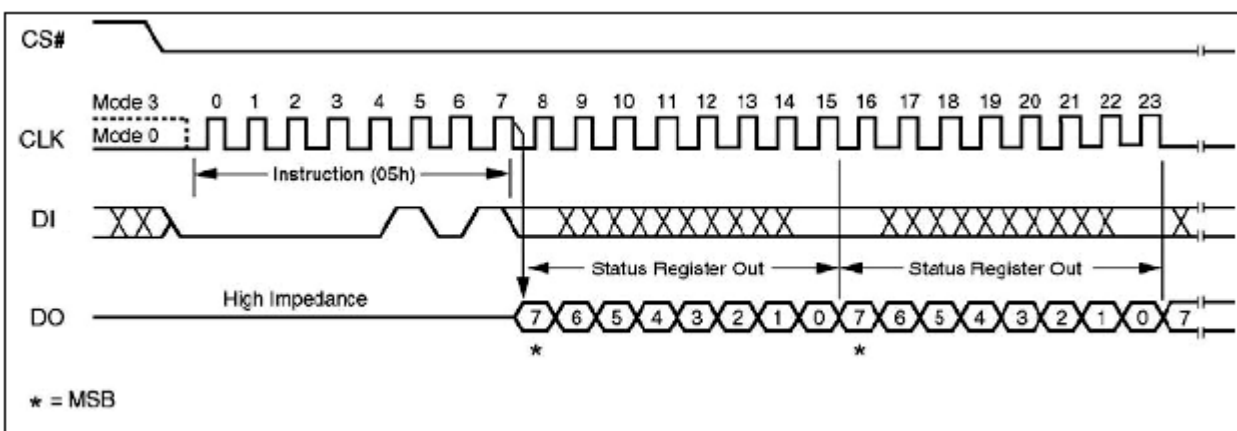 CS#
Mode 3 0 1 2 3 4 5 6 7 8 9 10 11 12 13 14 15 16 17 18 19 20 21 22 23
CLK Mode 0
Instruction (05h)
DI
Status Register Out Status Register Out
High Impedance
DO 7 6 5 4 3 2 1 0 7 6 5 4 3 2 1 0 7
* *
* = MSB